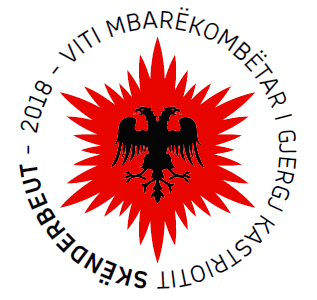 2018 - VITI MBARËKOMBËTAR I GJERGJ KASTRIOTIT SKËNDERBEUT -